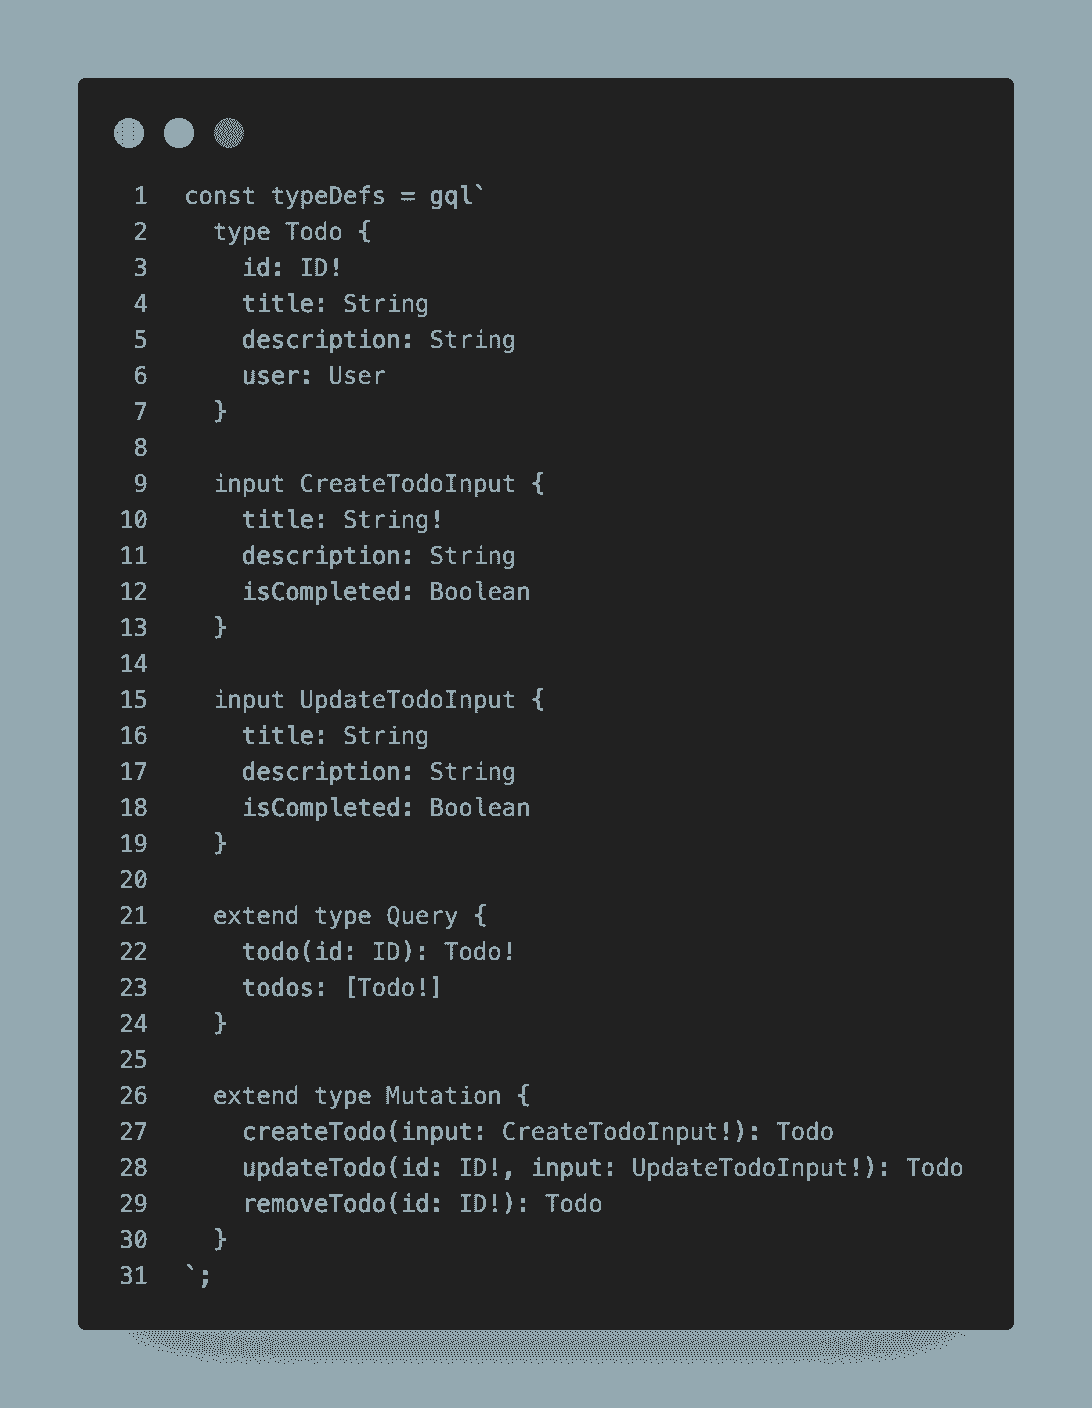 1 const typeDefs = gql`
2   type Todo {
3     id: ID!
4     title: String
5     description: String
6     user: User
7   }
8
9   input CreateTodoInput {
10     title: String!
11     description: String
12     isCompleted: Boolean
13   }
14
15   input UpdateTodoInput {
16     title: String
17     description: String
18     isCompleted: Boolean
19   }
20
21   extend type Query {
22     todo(id: ID): Todo!
23     todos: [Todo!]
24   }
25
26   extend type Mutation {
27     createTodo(input: CreateTodoInput!): Todo
28     updateTodo(id: ID!, input: UpdateTodoInput!): Todo
29     removeTodo(id: ID!): Todo
30   }
31 `;